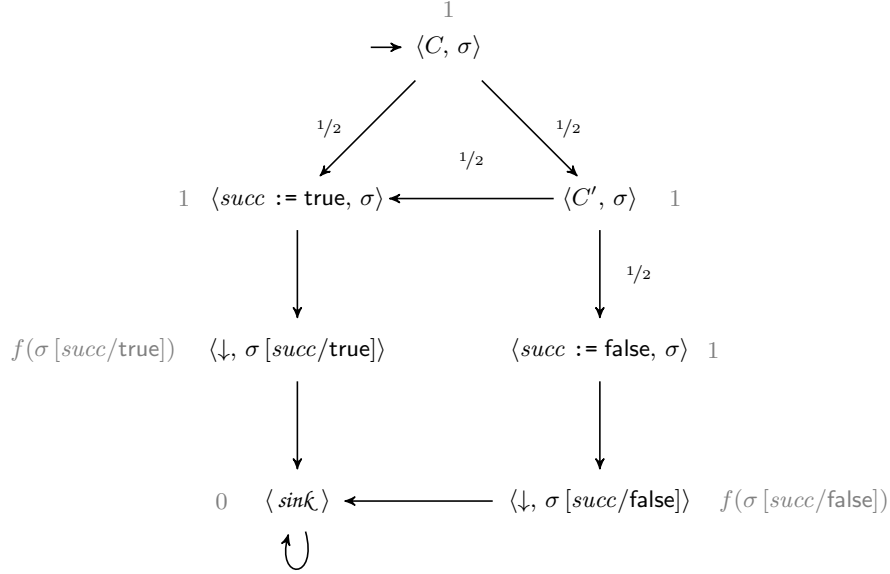 1
⟨C, σ⟩
1/2
1/2
1/2
1 ⟨succ := true, σ⟩ ⟨C′, σ⟩ 1
1/2
f(σ [succ/true]) ⟨↓, σ [succ/true]⟩ ⟨succ := false, σ⟩ 1
0 ⟨ sink ⟩ ⟨↓, σ [succ/false]⟩ f(σ [succ/false])